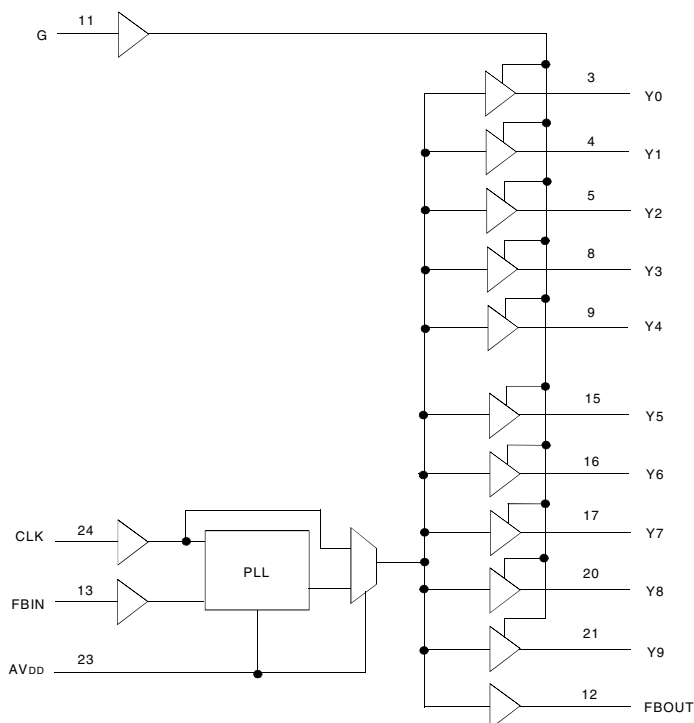 G 11
3 Y0
4 Y1
5 Y2
8 Y3
9 Y4
15 Y5
16 Y6
17 Y7
20 Y8
21 Y9
12 FBOUT
CLK 24
PLL
FBIN 13
AVDD 23